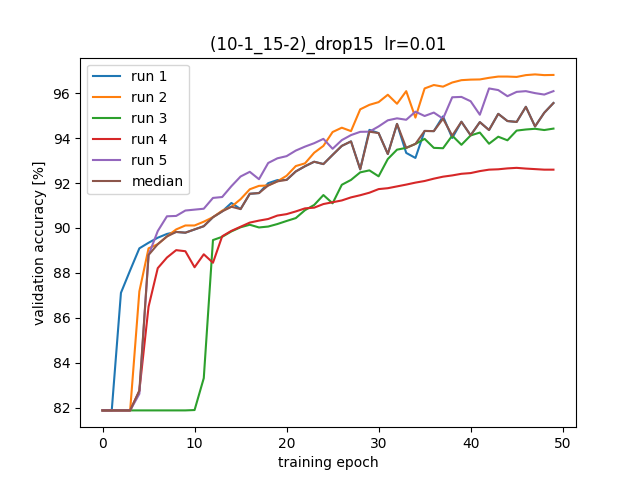 (10-1_15-2)_drop15  lr=0.01
run 1
run 2
run 3
run 4
run 5
median
validation accuracy [%]
96
94
92
90
88
86
84
82
0 10 20 30 40 50
training epoch